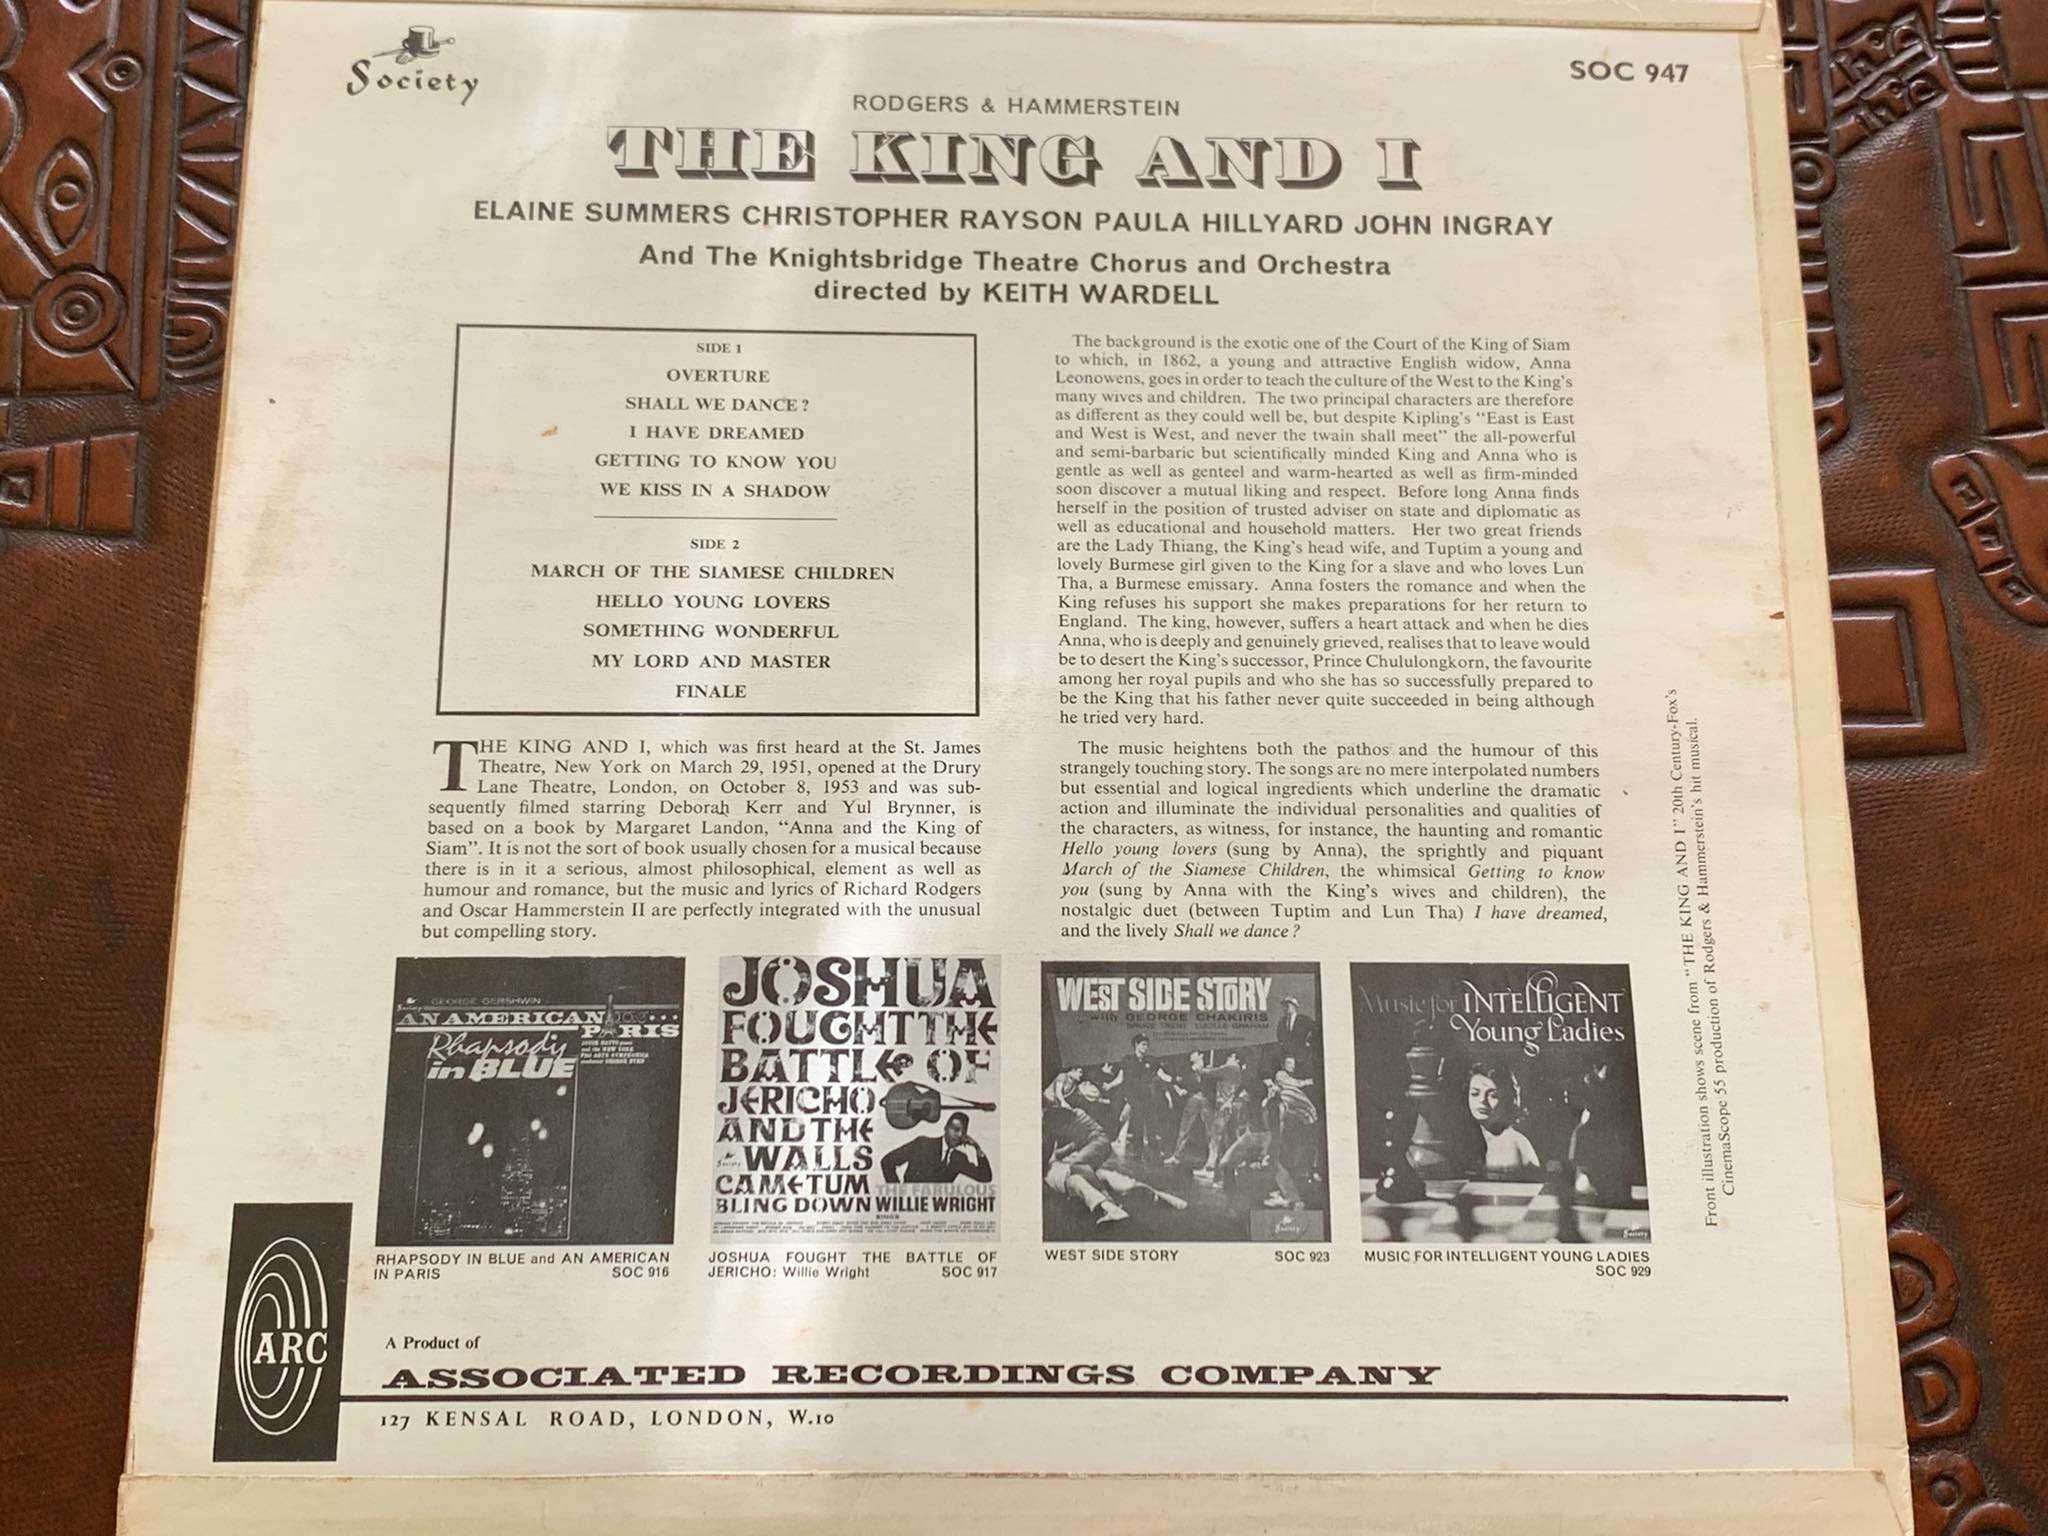 Society
SOC 947
RODGERS & HAMMERSTEIN
THE KING AND I
ELAINE SUMMERS CHRISTOPHER RAYSON PAULA HILLYARD JOHN INGRAY
And The Knightsbridge Theatre Chorus and Orchestra
directed by KEITH WARDELL
SIDE 1
OVERTURE
SHALL WE DANCE?
I HAVE DREAMED
GETTING TO KNOW YOU
WE KISS IN A SHADOW
SIDE 2
MARCH OF THE SIAMESE CHILDREN
HELLO YOUNG LOVERS
SOMETHING WONDERFUL
MY LORD AND MASTER
FINALE
THE KING AND I, which was first heard at the St. James
Theatre, New York on March 29, 1951, opened at the Drury
Lane Theatre, London, on October 8, 1953 and was sub-
sequently filmed starring Deborah Kerr and Yul Brynner, is
based on a book by Margaret Landon, "Anna and the King of
Siam". It is not the sort of book usually chosen for a musical because
there is in it a serious, almost philosophical, element as well as
humour and romance, but the music and lyrics of Richard Rodgers
and Oscar Hammerstein II are perfectly integrated with the unusual
but compelling story.
The background is the exotic one of the Court of the King of Siam
to which, in 1862, a young and attractive English widow, Anna
Leonowens, goes in order to teach the culture of the West to the King's
many wives and children. The two principal characters are therefore
as different as they could well be, but despite Kipling's "East is East
and West is West, and never the twain shall meet" the all-powerful
and semi-barbaric but scientifically minded King and Anna who is
gentle as well as genteel and warm-hearted as well as firm-minded
soon discover a mutual liking and respect. Before long Anna finds
herself in the position of trusted adviser on state and diplomatic as
well as educational and household matters. Her two great friends
are the Lady Thiang, the King's head wife, and Tuptim a young and
lovely Burmese girl given to the King for a slave and who loves Lun
Tha, a Burmese emissary. Anna fosters the romance and when the
King refuses his support she makes preparations for her return to
England. The king, however, suffers a heart attack and when he dies
Anna, who is deeply and genuinely grieved, realises that to leave would
be to desert the King's successor, Prince Chululongkorn, the favourite
among her royal pupils and who she has so successfully prepared to
be the King that his father never quite succeeded in being although
he tried very hard.
The music heightens both the pathos and the humour of this
strangely touching story. The songs are no mere interpolated numbers
but essential and logical ingredients which underline the dramatic
action and illuminate the individual personalities and qualities of
the characters, as witness, for instance, the haunting and romantic
Hello young lovers (sung by Anna), the sprightly and piquant
March of the Siamese Children, the whimsical Getting to know
you (sung by Anna with the King's wives and children), the
nostalgic duet (between Tuptim and Lun Tha) I have dreamed,
and the lively Shall we dance?
Front illustration shows scene from "THE KING AND I" 20th Century-Fox's
CinemaScope 55 production of Rodgers & Hammerstein's hit musical.
GEORGE GERSHWIN
AN AMERICAN IN PARIS
Rhapsody
in BLUE
JOSHUA
FOUGHT THE
BATTLE OF
JERICHO
AND THE
WALLS
CAME TUM
BLING DOWN
THE FABULOUS
WILLIE WRIGHT
SINGS
Society
WEST SIDE STORY
with GEORGE CHAKIRIS
BRUCE TRENT LUCILLE GRAHAM
Society
Music for INTELLIGENT
Young Ladies
Society
RHAPSODY IN BLUE and AN AMERICAN
IN PARIS SOC 916
JOSHUA FOUGHT THE BATTLE OF
JERICHO: Willie Wright SOC 917
WEST SIDE STORY SOC 923
MUSIC FOR INTELLIGENT YOUNG LADIES
SOC 929
ARC
A Product of
ASSOCIATED RECORDINGS COMPANY
127 KENSAL ROAD, LONDON, W.10